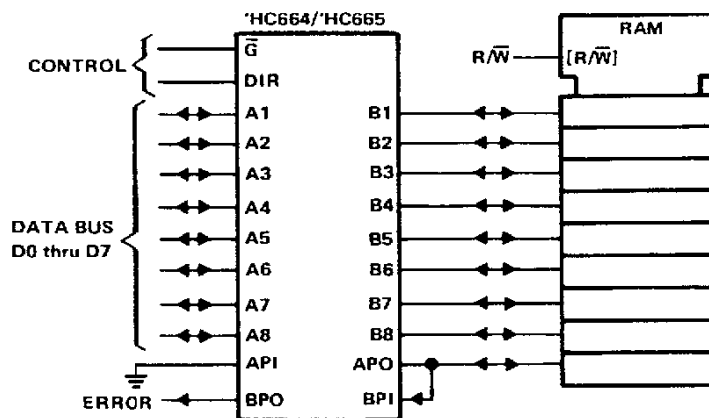 'HC664/'HC665
RAM
CONTROL
G̅
R/W̅
[R/W̅]
DIR
A1
B1
A2
B2
A3
B3
A4
B4
DATA BUS
D0 thru D7
A5
B5
A6
B6
A7
B7
A8
B8
API
APO
ERROR
BPO
BPI